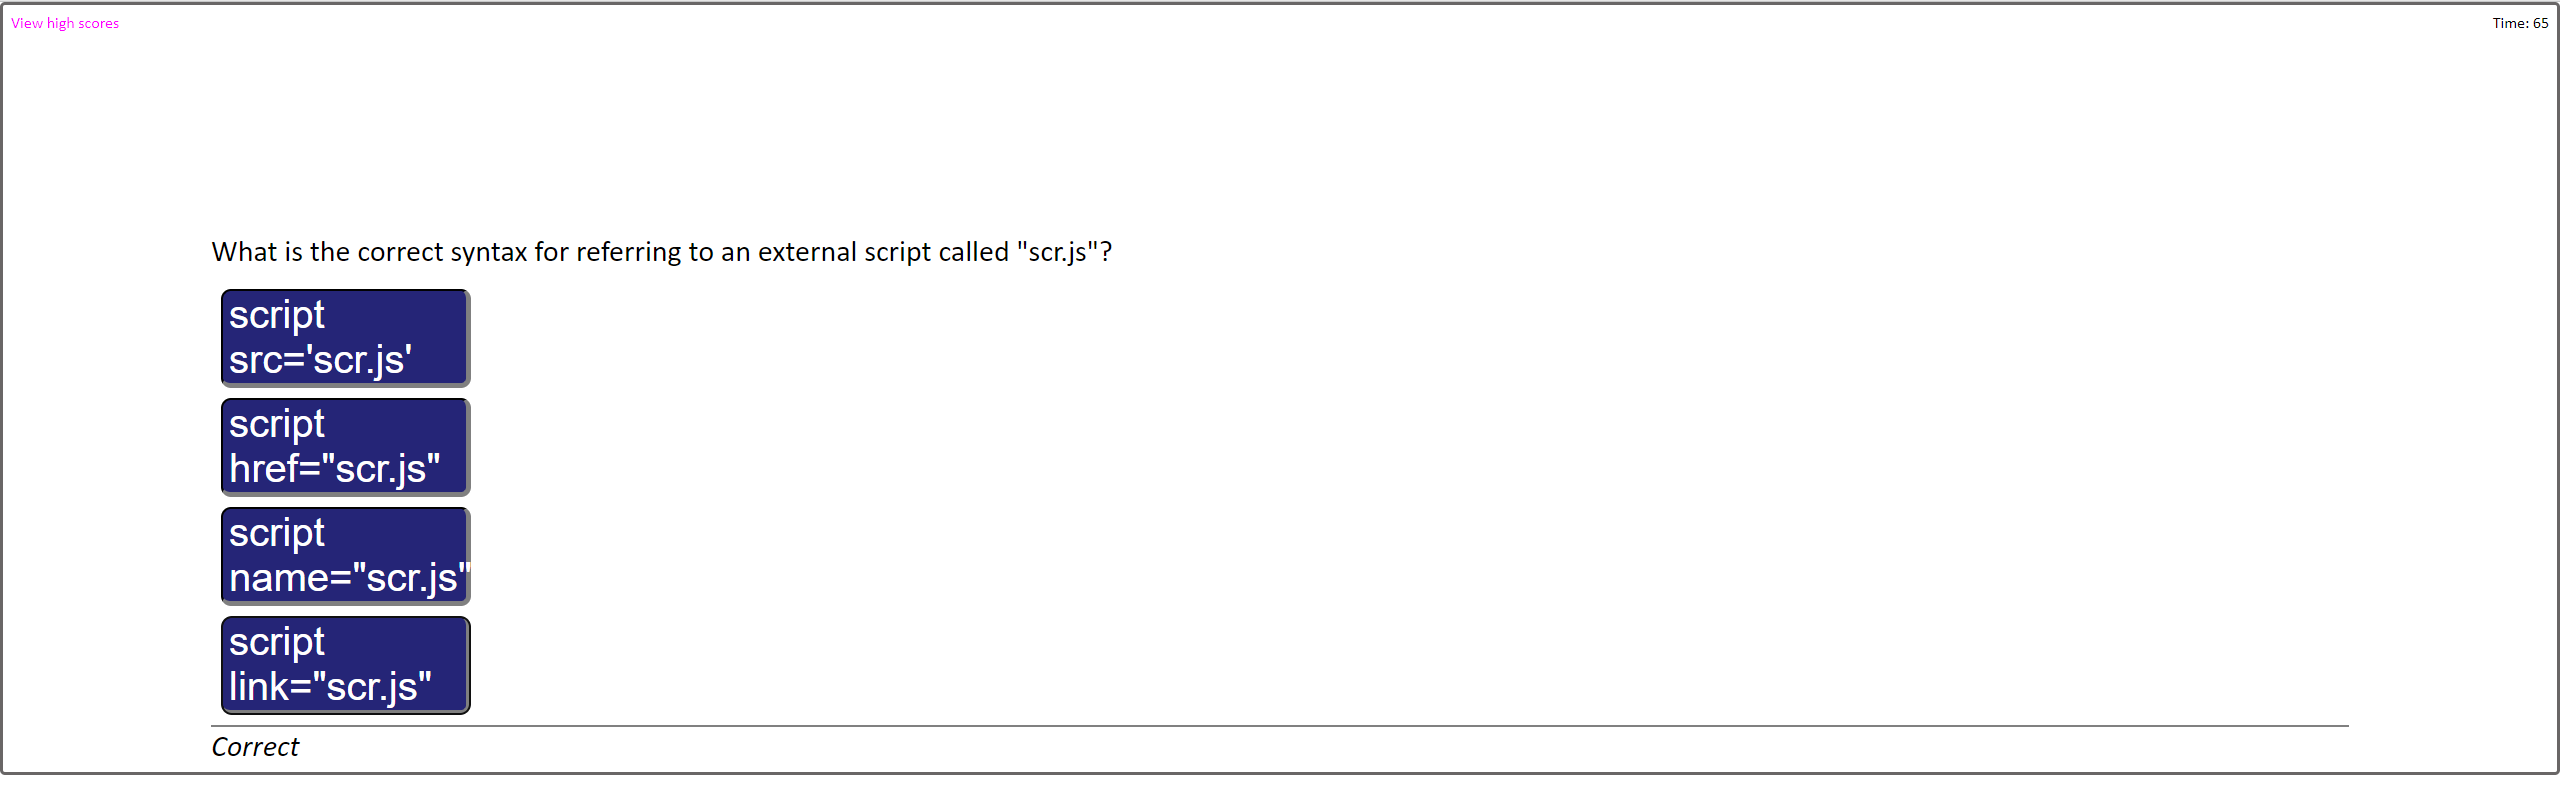 View high scores
Time: 65
What is the correct syntax for referring to an external script called "scr.js"?
script
src='scr.js'
script
href="scr.js"
script
name="scr.js"
script
link="scr.js"
Correct